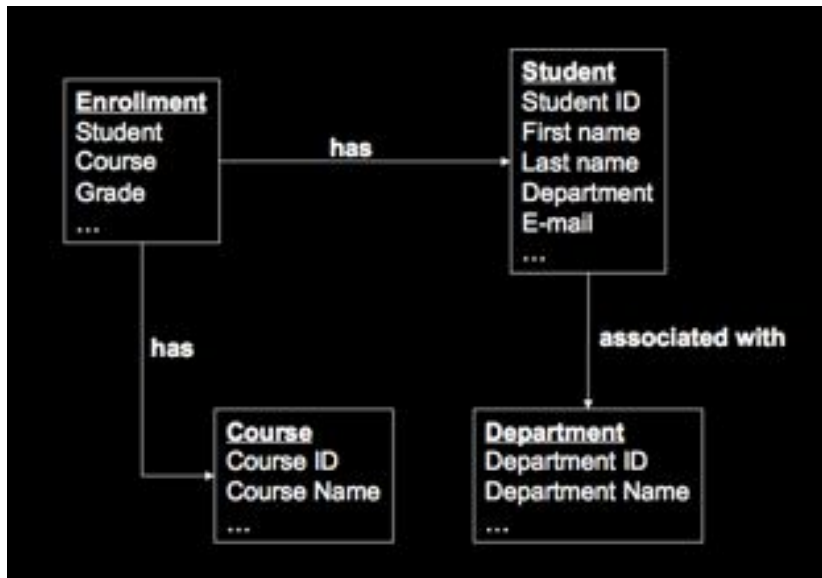 Enrollment
Student
Course
Grade
...
has
Student
Student ID
First name
Last name
Department
E-mail
...
has
associated with
Course
Course ID
Course Name
...
Department
Department ID
Department Name
...